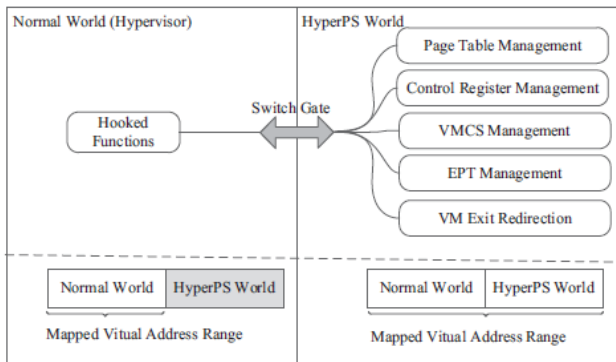 Normal World (Hypervisor)
HyperPS World
Page Table Management
Control Register Management
Switch Gate
Hooked
Functions
VMCS Management
EPT Management
VM Exit Redirection
Normal World
HyperPS World
Normal World
HyperPS World
Mapped Vitual Address Range
Mapped Vitual Address Range